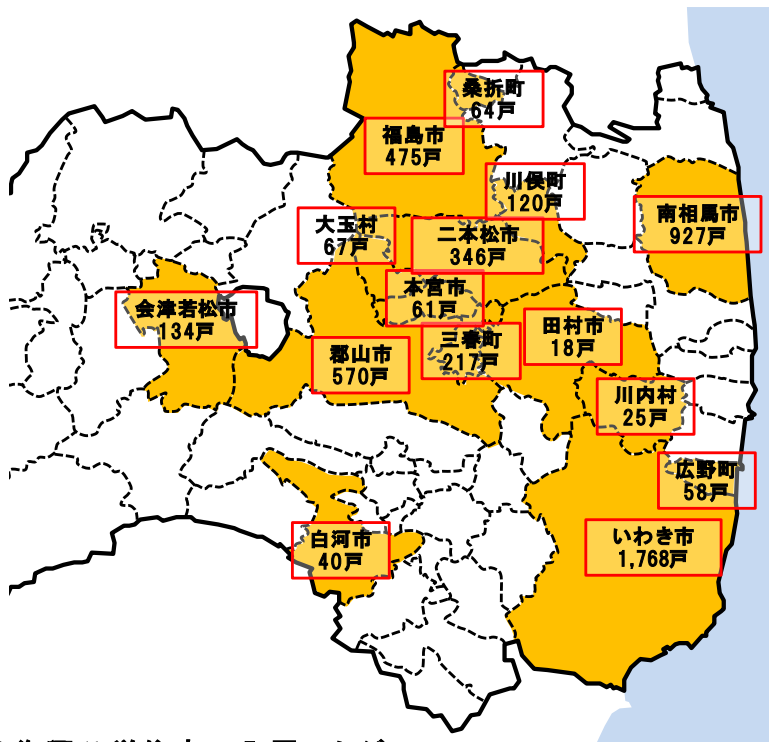 桑折町
64戸
福島市
475戸
川俣町
120戸
大玉村
67戸
二本松市
346戸
南相馬市
927戸
本宮市
61戸
会津若松市
134戸
田村市
18戸
三春町
217戸
郡山市
570戸
川内村
25戸
広野町
58戸
白河市
40戸
いわき市
1,768戸